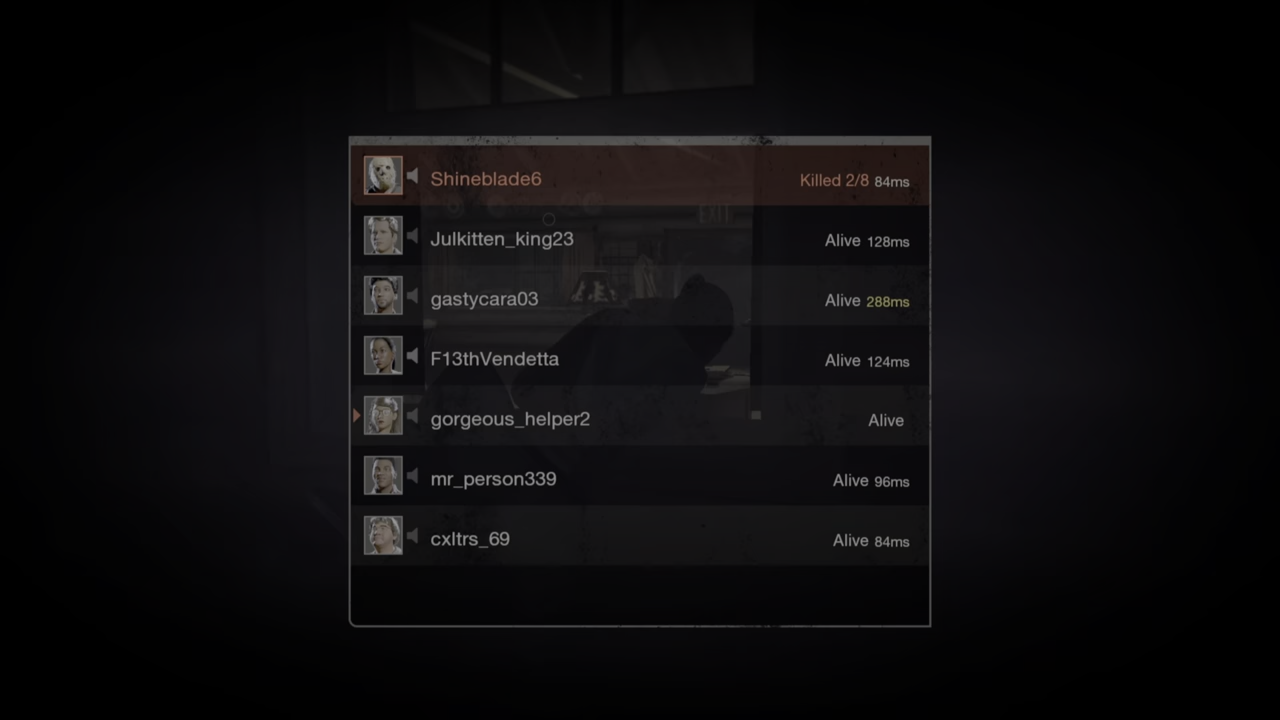 Shineblade6 Killed 2/8 84ms
EXIT
Julkitten_king23 Alive 128ms
gastycara03 Alive 288ms
F13thVendetta Alive 124ms
gorgeous_helper2 Alive
mr_person339 Alive 96ms
cxltrs_69 Alive 84ms